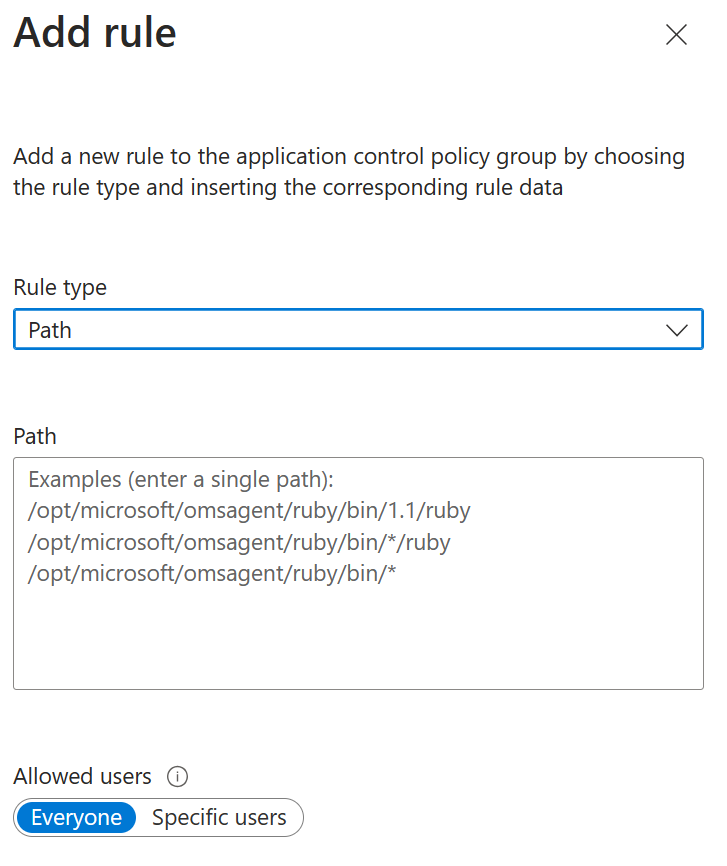 Add rule
Add a new rule to the application control policy group by choosing
the rule type and inserting the corresponding rule data
Rule type
Path
Path
Examples (enter a single path):
/opt/microsoft/omsagent/ruby/bin/1.1/ruby
/opt/microsoft/omsagent/ruby/bin/*/ruby
/opt/microsoft/omsagent/ruby/bin/*
Allowed users
Everyone Specific users